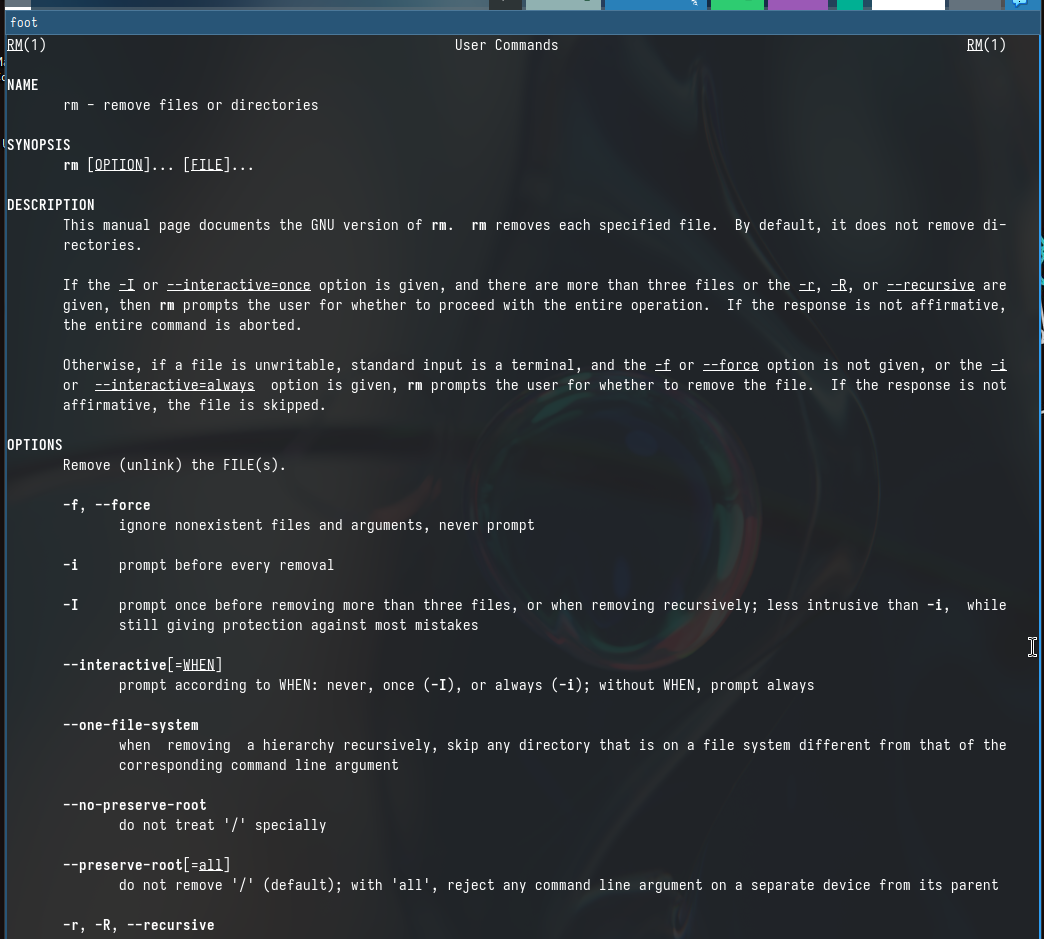 foot
RM(1) User Commands RM(1)
NAME
rm - remove files or directories
SYNOPSIS
rm [OPTION]... [FILE]...
DESCRIPTION
This manual page documents the GNU version of rm. rm removes each specified file. By default, it does not remove di-
rectories.
If the -I or --interactive=once option is given, and there are more than three files or the -r, -R, or --recursive are
given, then rm prompts the user for whether to proceed with the entire operation. If the response is not affirmative,
the entire command is aborted.
Otherwise, if a file is unwritable, standard input is a terminal, and the -f or --force option is not given, or the -i
or --interactive=always option is given, rm prompts the user for whether to remove the file. If the response is not
affirmative, the file is skipped.
OPTIONS
Remove (unlink) the FILE(s).
-f, --force
ignore nonexistent files and arguments, never prompt
-i prompt before every removal
-I prompt once before removing more than three files, or when removing recursively; less intrusive than -i, while
still giving protection against most mistakes
--interactive[=WHEN]
prompt according to WHEN: never, once (-I), or always (-i); without WHEN, prompt always
--one-file-system
when removing a hierarchy recursively, skip any directory that is on a file system different from that of the
corresponding command line argument
--no-preserve-root
do not treat '/' specially
--preserve-root[=all]
do not remove '/' (default); with 'all', reject any command line argument on a separate device from its parent
-r, -R, --recursive